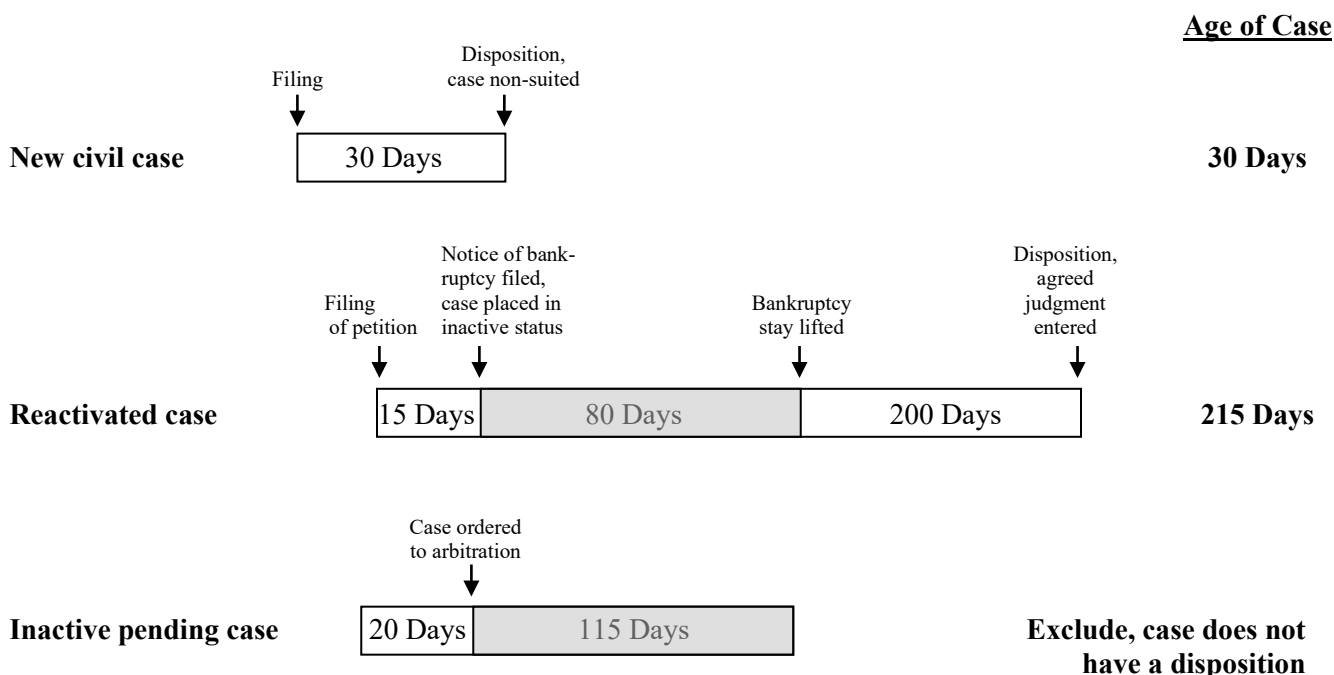 Age of Case
Disposition,
case non-suited
Filing
New civil case
30 Days
30 Days
Notice of bank-
ruptcy filed,
case placed in
inactive status
Disposition,
agreed
judgment
entered
Filing
of petition
Bankruptcy
stay lifted
Reactivated case
15 Days
80 Days
200 Days
215 Days
Case ordered
to arbitration
Inactive pending case
20 Days
115 Days
Exclude, case does not
have a disposition